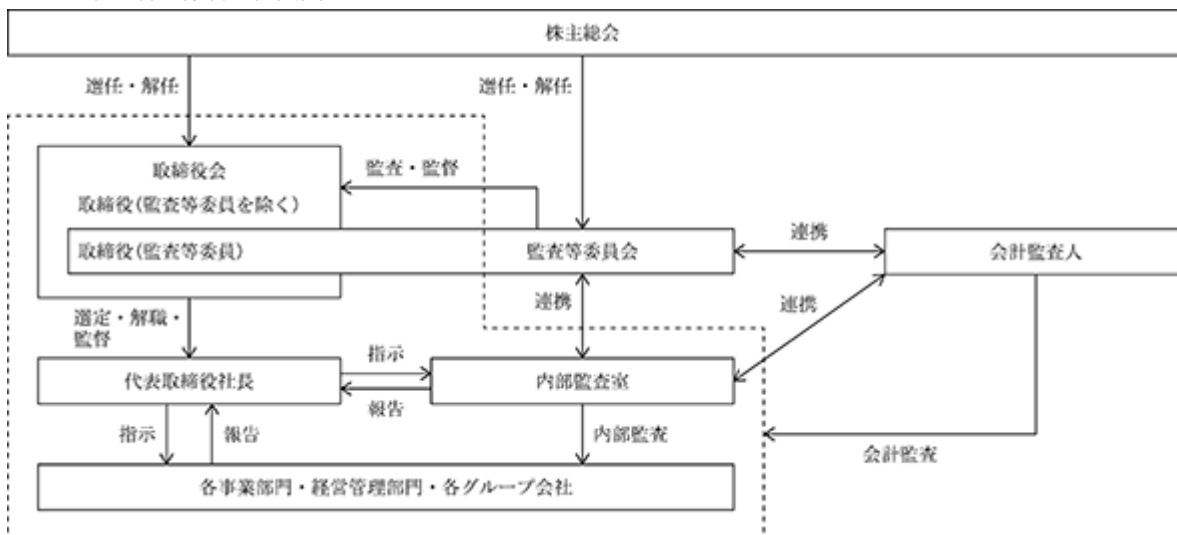 株主総会
選任・解任
選任・解任
取締役会
監査・監督
取締役(監査等委員を除く)
取締役(監査等委員)
監査等委員会
連携
会計監査人
連携
連携
選定・解職・
監督
指示
代表取締役社長
内部監査室
報告
指示
報告
内部監査
会計監査
各事業部門・経営管理部門・各グループ会社